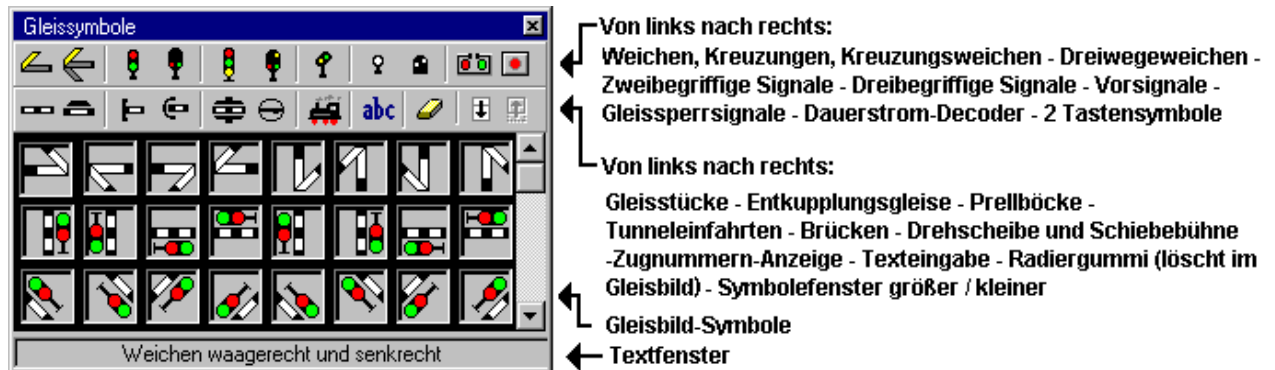 Gleissymbole
abc
Weichen waagerecht und senkrecht
Von links nach rechts:
Weichen, Kreuzungen, Kreuzungsweichen - Dreiwegeweichen -
Zweibegriffige Signale - Dreibegriffige Signale - Vorsignale -
Gleissperrsignale - Dauerstrom-Decoder - 2 Tastensymbole
Von links nach rechts:
Gleisstücke - Entkupplungsgleise - Prellböcke -
Tunneleinfahrten - Brücken - Drehscheibe und Schiebebühne
-Zugnummern-Anzeige - Texteingabe - Radiergummi (löscht im
Gleisbild) - Symbolefenster größer / kleiner
Gleisbild-Symbole
Textfenster